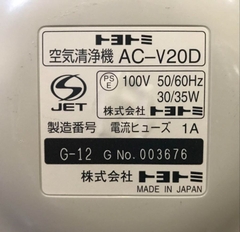 トヨトミ
空気清浄機 AC-V20D
PSE 100V 50/60Hz
30/35W
S JET
株式会社 トヨトミ
製造番号 電流ヒューズ 1A
G-12 G No. 003676
株式会社 トヨトミ
MADE IN JAPAN